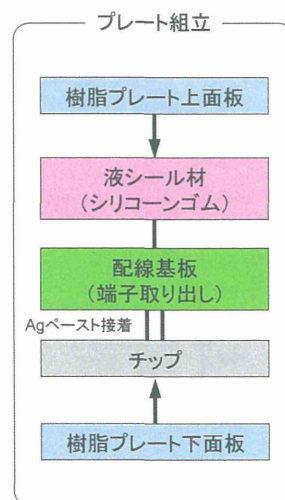 プレート組立
樹脂プレート上面板
液シール材
(シリコーンゴム)
配線基板
(端子取り出し)
Agペースト接着
チップ
樹脂プレート下面板